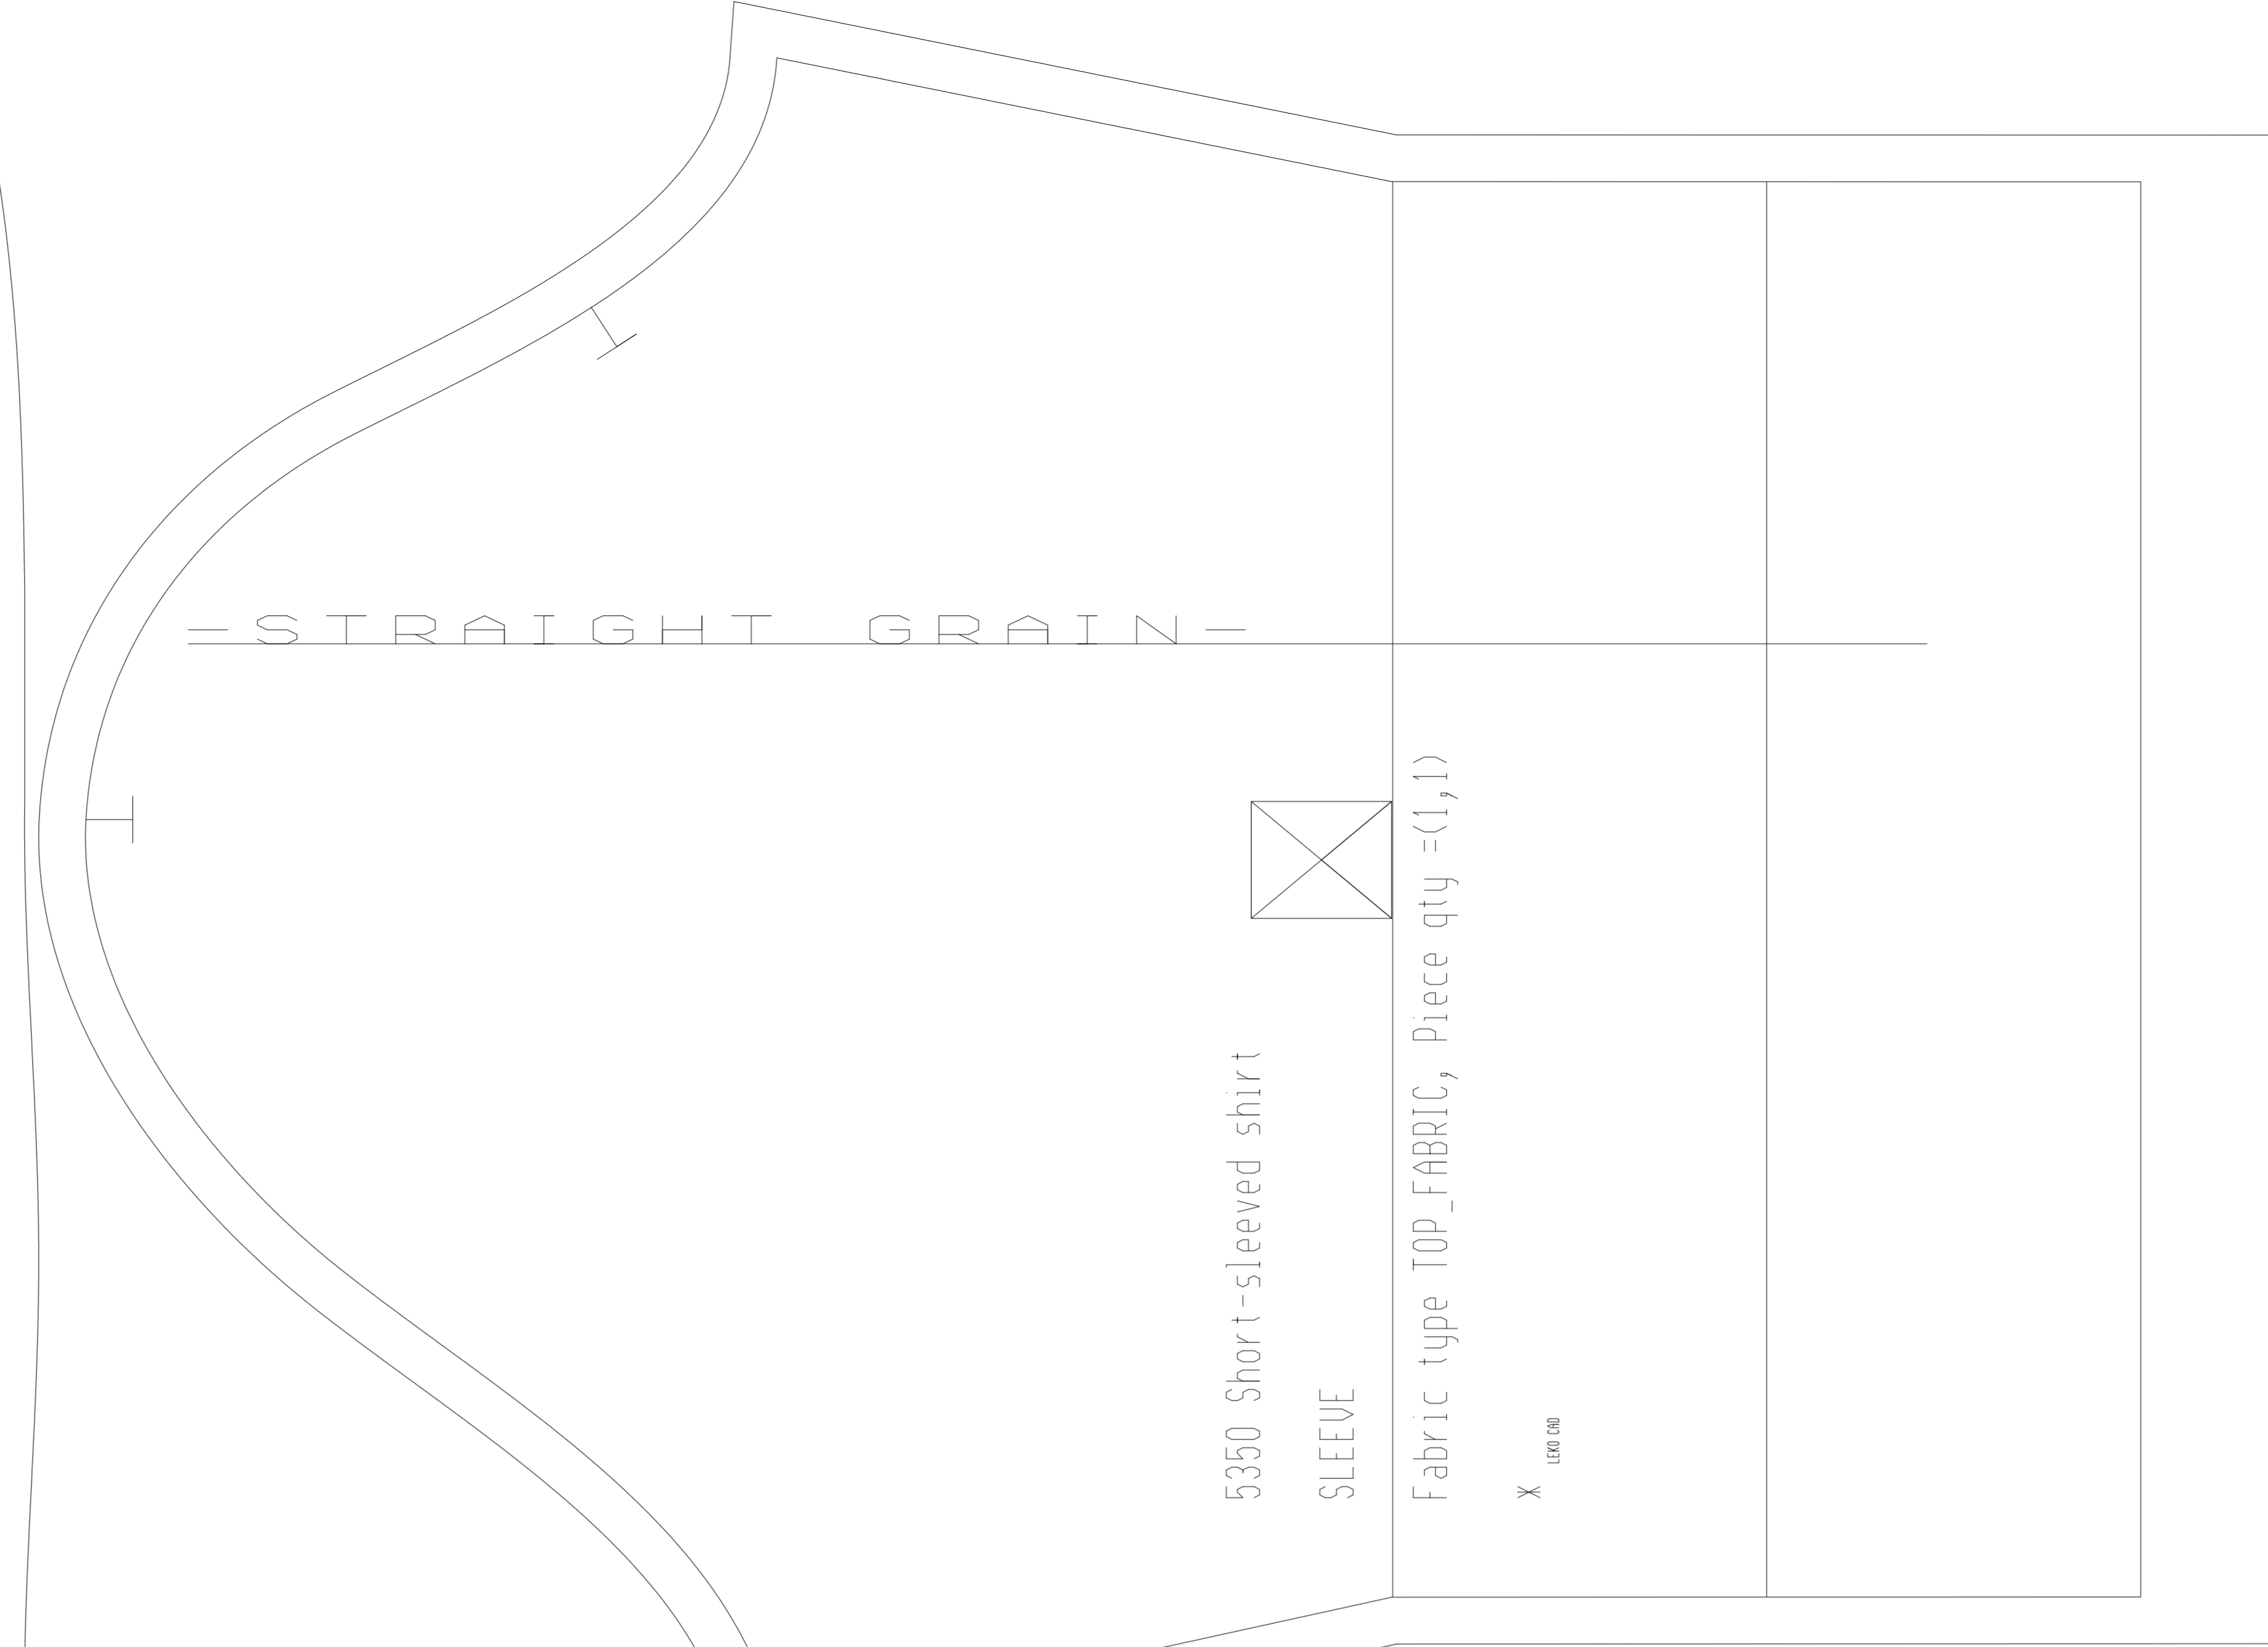 -STRAIGHT GRAIN-
5350 Short-sleeved shirt
SLEEVE
Fabric type TOP_FABRIC, Piece qty =(1,1)
* LEKO CAD